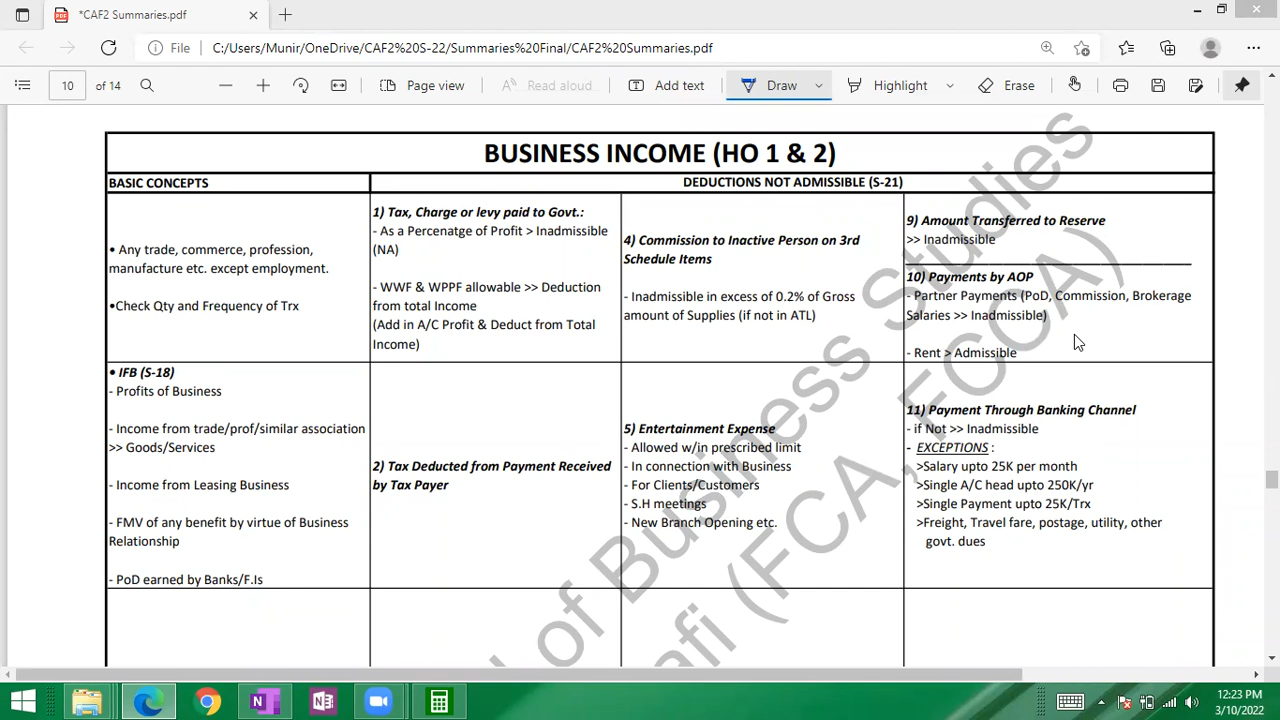 *CAF2 Summaries.pdf
File
C:/Users/Munir/OneDrive/CAF2%20S-22/Summaries%20Final/CAF2%20Summaries.pdf
10 of 14
Page view
Read aloud
Add text
Draw
Highlight
Erase
BUSINESS INCOME (HO 1 & 2)
BASIC CONCEPTS
DEDUCTIONS NOT ADMISSIBLE (S-21)
• Any trade, commerce, profession,
manufacture etc. except employment.
•Check Qty and Frequency of Trx
1) Tax, Charge or levy paid to Govt.:
- As a Percenatge of Profit > Inadmissible
(NA)
- WWF & WPPF allowable >> Deduction
from total Income
(Add in A/C Profit & Deduct from Total
Income)
4) Commission to Inactive Person on 3rd
Schedule Items
- Inadmissible in excess of 0.2% of Gross
amount of Supplies (if not in ATL)
9) Amount Transferred to Reserve
>> Inadmissible
10) Payments by AOP
- Partner Payments (PoD, Commission, Brokerage
Salaries >> Inadmissible)
- Rent > Admissible
• IFB (S-18)
- Profits of Business
- Income from trade/prof/similar association
>> Goods/Services
- Income from Leasing Business
- FMV of any benefit by virtue of Business
Relationship
- PoD earned by Banks/F.Is
2) Tax Deducted from Payment Received
by Tax Payer
5) Entertainment Expense
- Allowed w/in prescribed limit
- In connection with Business
- For Clients/Customers
- S.H meetings
- New Branch Opening etc.
11) Payment Through Banking Channel
- if Not >> Inadmissible
- EXCEPTIONS :
>Salary upto 25K per month
>Single A/C head upto 250K/yr
>Single Payment upto 25K/Trx
>Freight, Travel fare, postage, utility, other
govt. dues
of Business Studies
afi (FCA, FCCA)
12:23 PM
3/10/2022